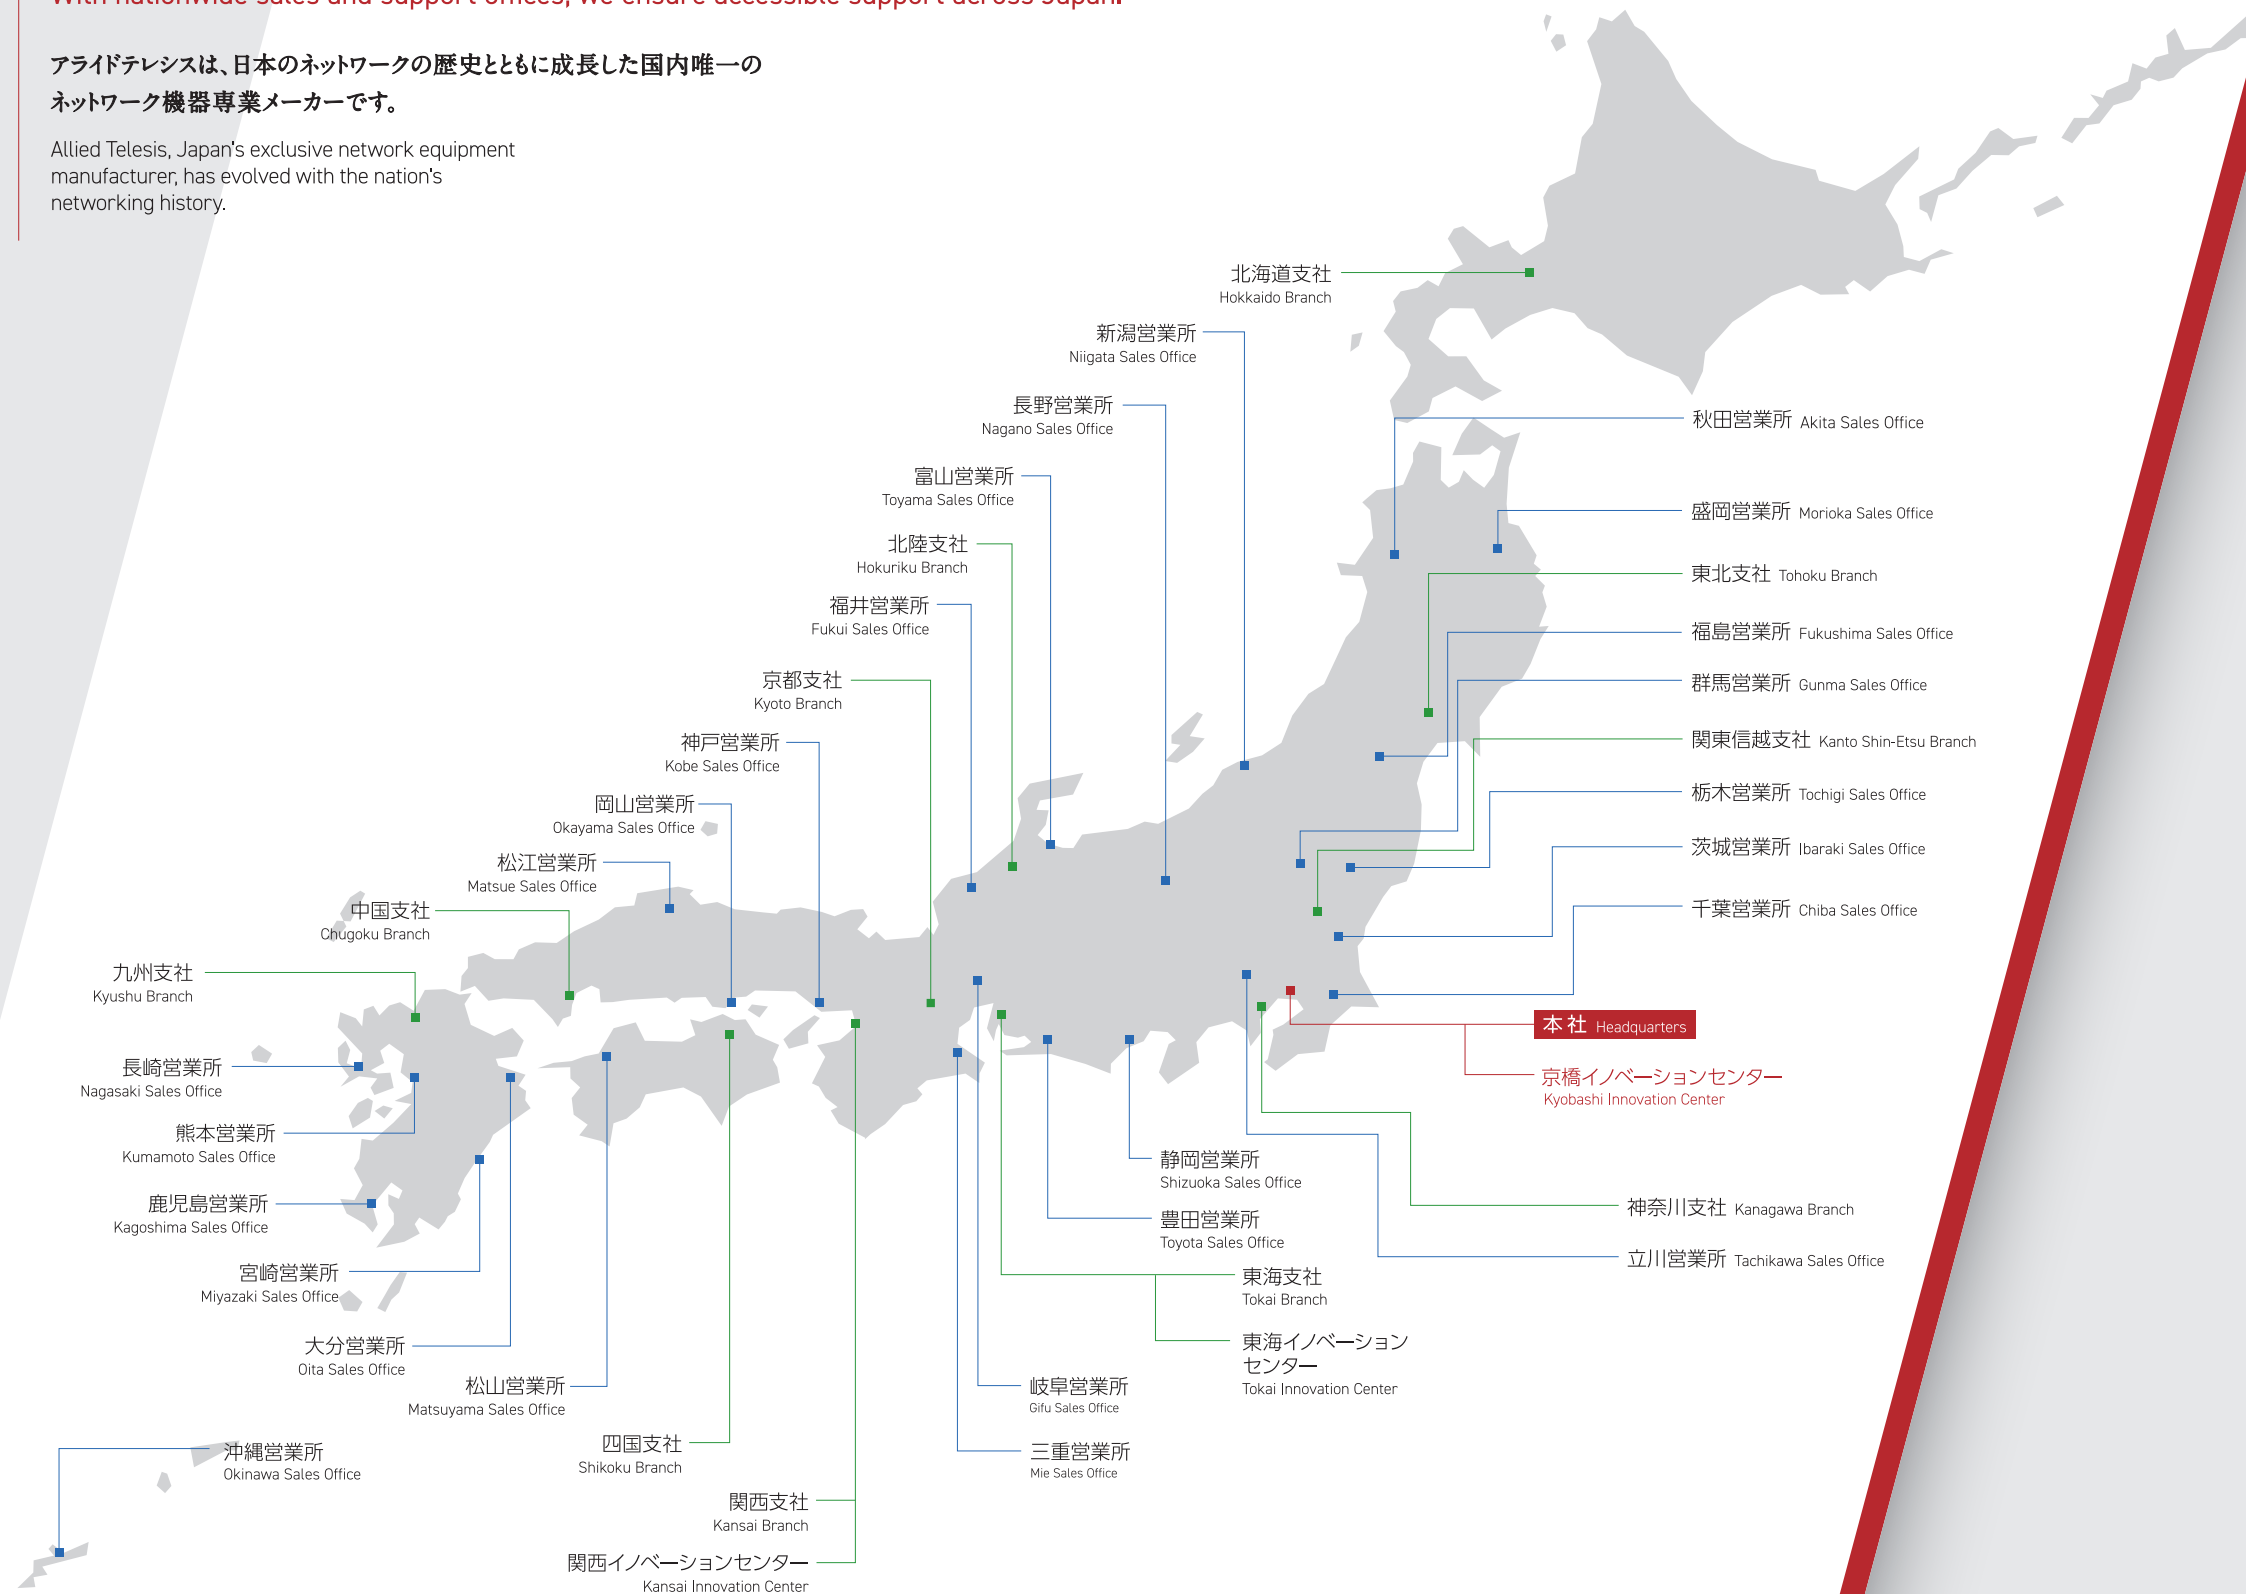 With nationwide sales and support offices, we ensure accessible support across Japan.
アライドテレシスは、日本のネットワークの歴史とともに成長した国内唯一の
ネットワーク機器専業メーカーです。
Allied Telesis, Japan's exclusive network equipment
manufacturer, has evolved with the nation's
networking history.
北海道支社
Hokkaido Branch
新潟営業所
Niigata Sales Office
長野営業所
Nagano Sales Office
富山営業所
Toyama Sales Office
北陸支社
Hokuriku Branch
福井営業所
Fukui Sales Office
京都支社
Kyoto Branch
神戸営業所
Kobe Sales Office
岡山営業所
Okayama Sales Office
松江営業所
Matsue Sales Office
中国支社
Chugoku Branch
九州支社
Kyushu Branch
長崎営業所
Nagasaki Sales Office
熊本営業所
Kumamoto Sales Office
鹿児島営業所
Kagoshima Sales Office
宮崎営業所
Miyazaki Sales Office
大分営業所
Oita Sales Office
松山営業所
Matsuyama Sales Office
沖縄営業所
Okinawa Sales Office
四国支社
Shikoku Branch
関西支社
Kansai Branch
関西イノベーションセンター
Kansai Innovation Center
秋田営業所 Akita Sales Office
盛岡営業所 Morioka Sales Office
東北支社 Tohoku Branch
福島営業所 Fukushima Sales Office
群馬営業所 Gunma Sales Office
関東信越支社 Kanto Shin-Etsu Branch
栃木営業所 Tochigi Sales Office
茨城営業所 Ibaraki Sales Office
千葉営業所 Chiba Sales Office
本社 Headquarters
京橋イノベーションセンター
Kyobashi Innovation Center
神奈川支社 Kanagawa Branch
立川営業所 Tachikawa Sales Office
静岡営業所
Shizuoka Sales Office
豊田営業所
Toyota Sales Office
東海支社
Tokai Branch
東海イノベーション
センター
Tokai Innovation Center
岐阜営業所
Gifu Sales Office
三重営業所
Mie Sales Office